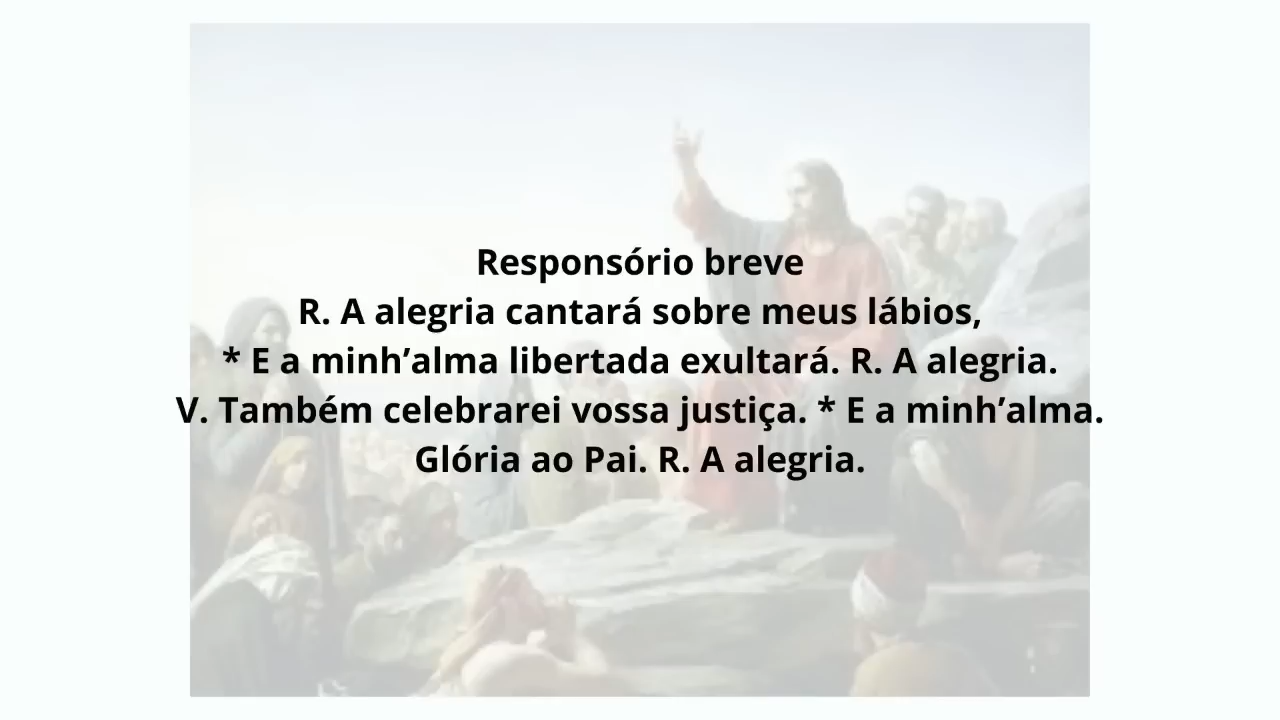 Responsório breve
R. A alegria cantará sobre meus lábios,
* E a minh’alma libertada exultará. R. A alegria.
V. Também celebrarei vossa justiça. * E a minh’alma.
Glória ao Pai. R. A alegria.